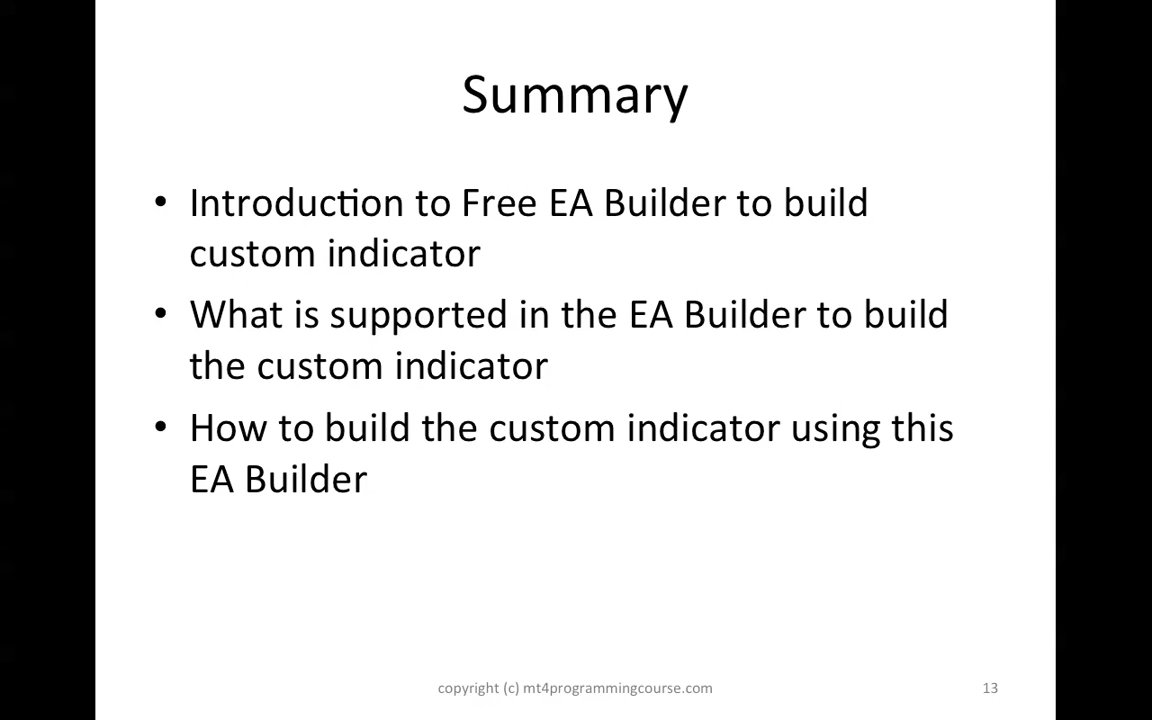 Summary
• Introduction to Free EA Builder to build
custom indicator
• What is supported in the EA Builder to build
the custom indicator
• How to build the custom indicator using this
EA Builder
copyright (c) mt4programmingcourse.com
13